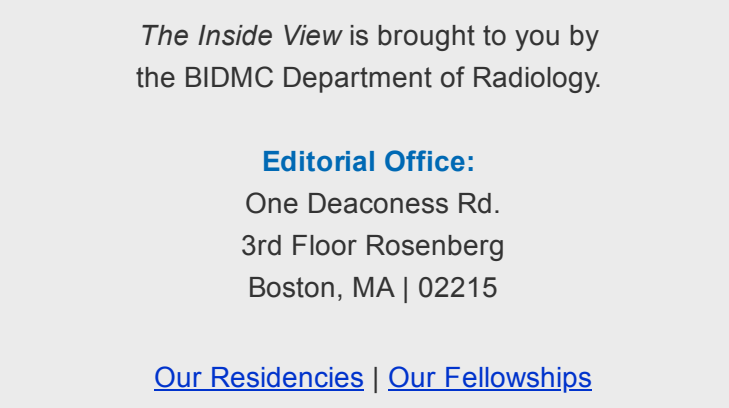 The Inside View is brought to you by
the BIDMC Department of Radiology.
Editorial Office:
One Deaconess Rd.
3rd Floor Rosenberg
Boston, MA | 02215
Our Residencies | Our Fellowships